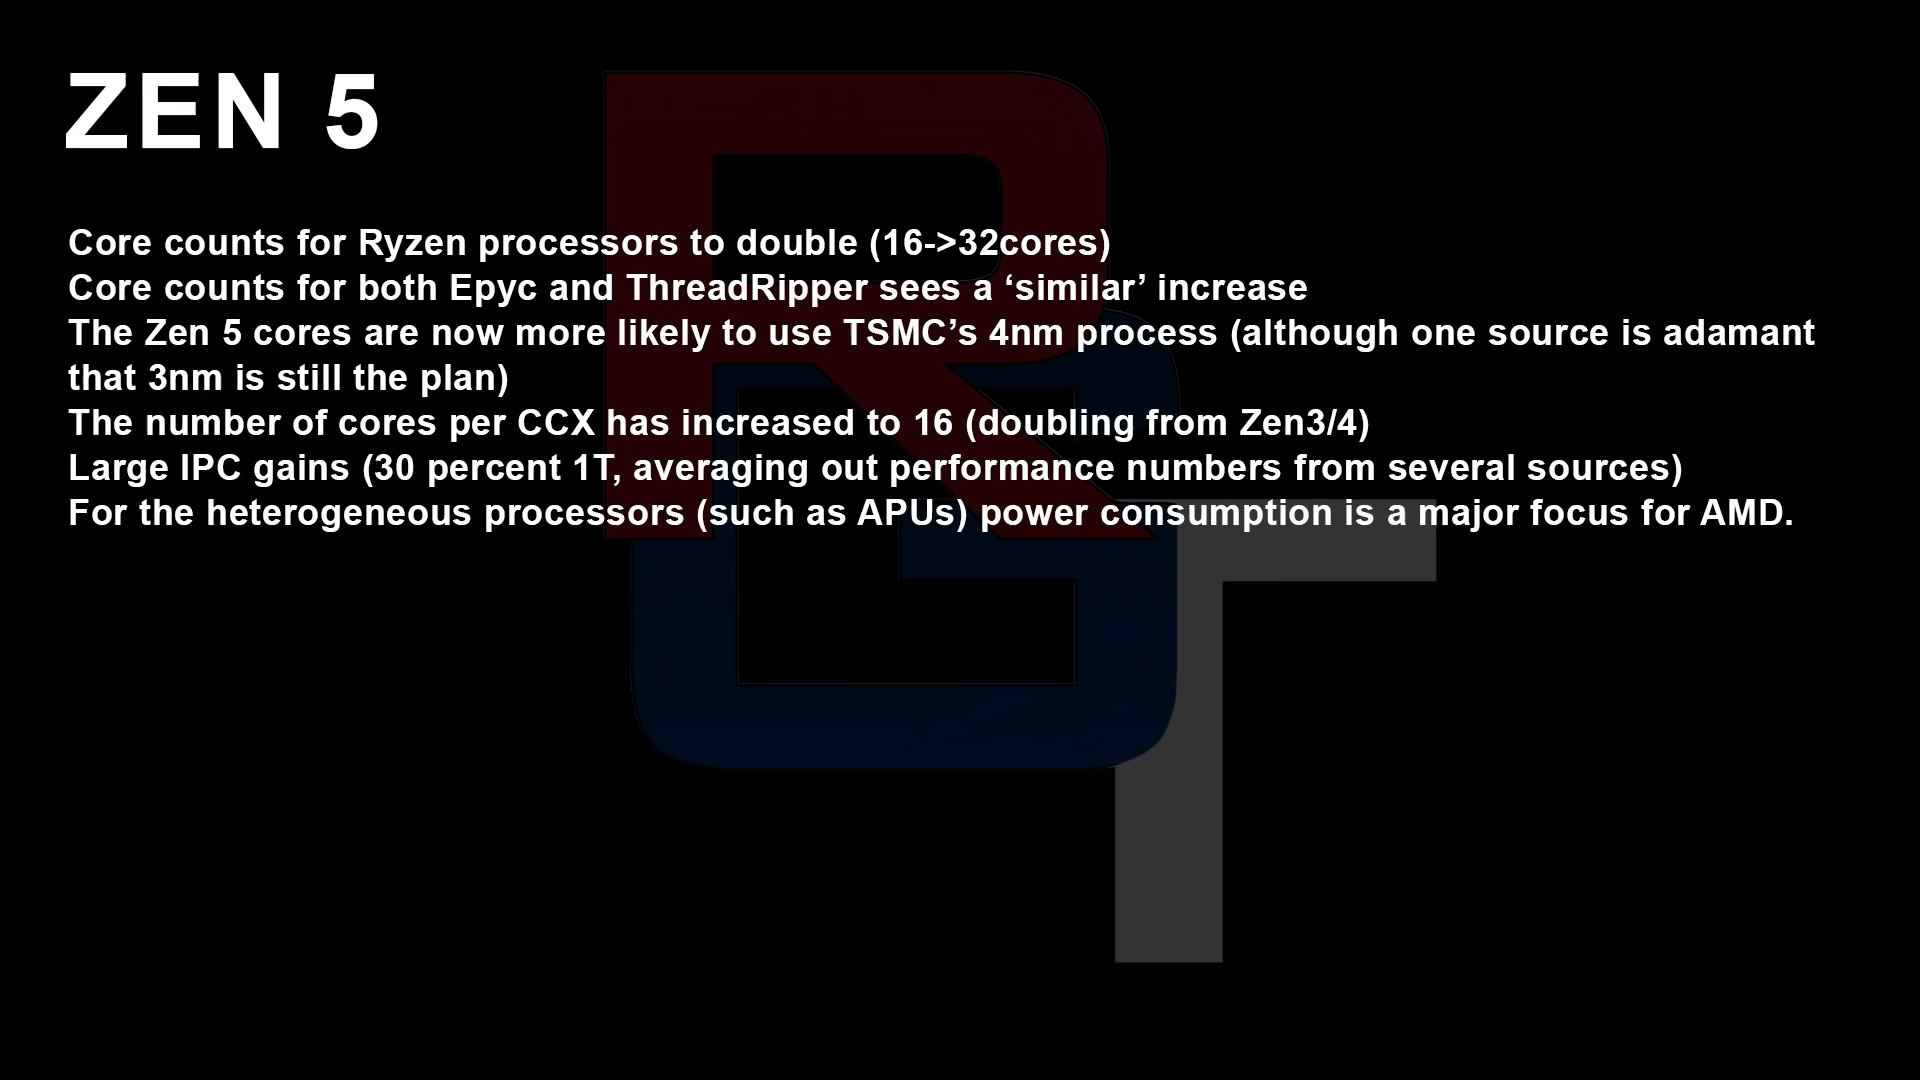 ZEN 5
Core counts for Ryzen processors to double (16->32cores)
Core counts for both Epyc and ThreadRipper sees a ‘similar’ increase
The Zen 5 cores are now more likely to use TSMC’s 4nm process (although one source is adamant
that 3nm is still the plan)
The number of cores per CCX has increased to 16 (doubling from Zen3/4)
Large IPC gains (30 percent 1T, averaging out performance numbers from several sources)
For the heterogeneous processors (such as APUs) power consumption is a major focus for AMD.
RGT